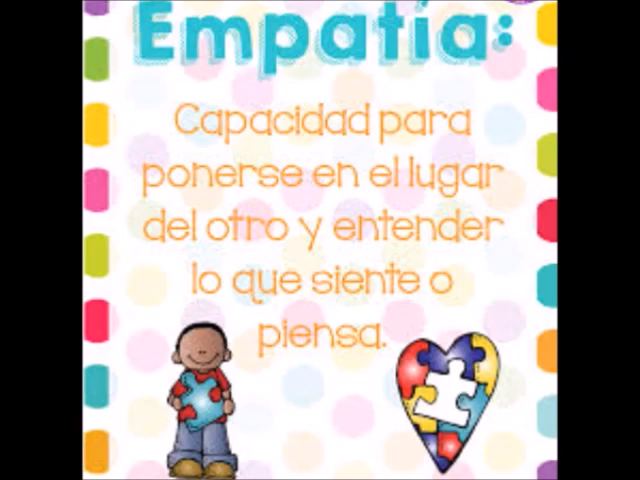 Empatía:
Capacidad para
ponerse en el lugar
del otro y entender
lo que siente o
piensa.